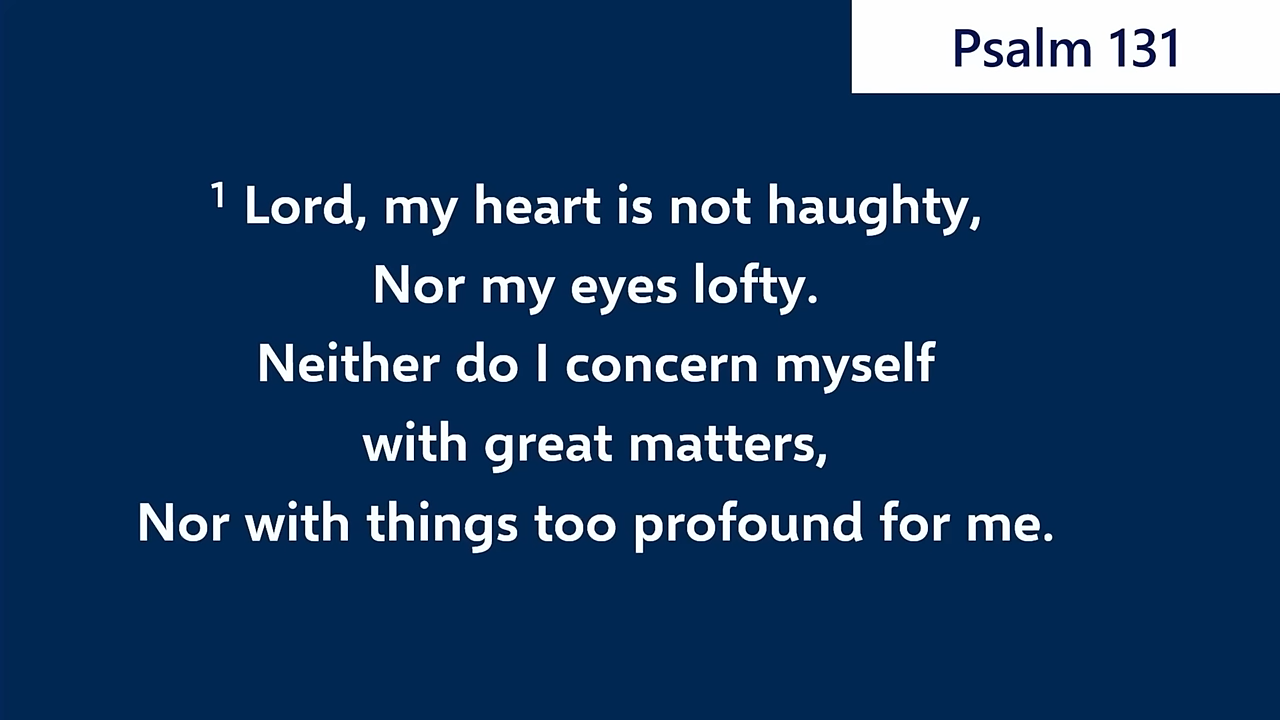 Psalm 131
¹ Lord, my heart is not haughty,
Nor my eyes lofty.
Neither do I concern myself
with great matters,
Nor with things too profound for me.